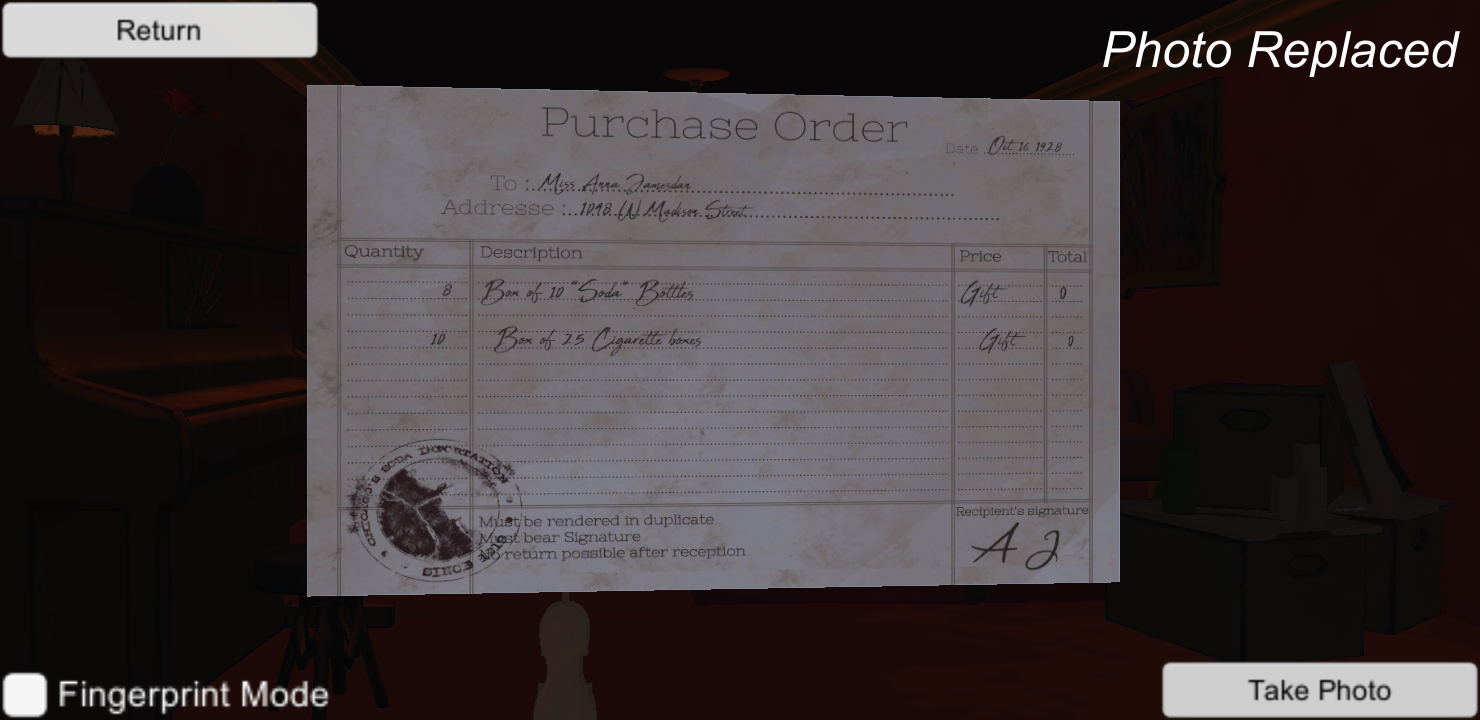 Return
Photo Replaced
Purchase Order
Date Oct 16 1928
To : Miss Anna Jamesdan
Addresse : 1098 W Madison Street
Quantity Description Price Total
8 Box of 10 "Soda" Bottles Gift 0
10 Box of 25 Cigarette boxes Gift 0
CHICAGO'S SODA IMPORTATION
SINCE
Must be rendered in duplicate
Must bear Signature
No return possible after reception
Recipient's signature
A J
Fingerprint Mode
Take Photo